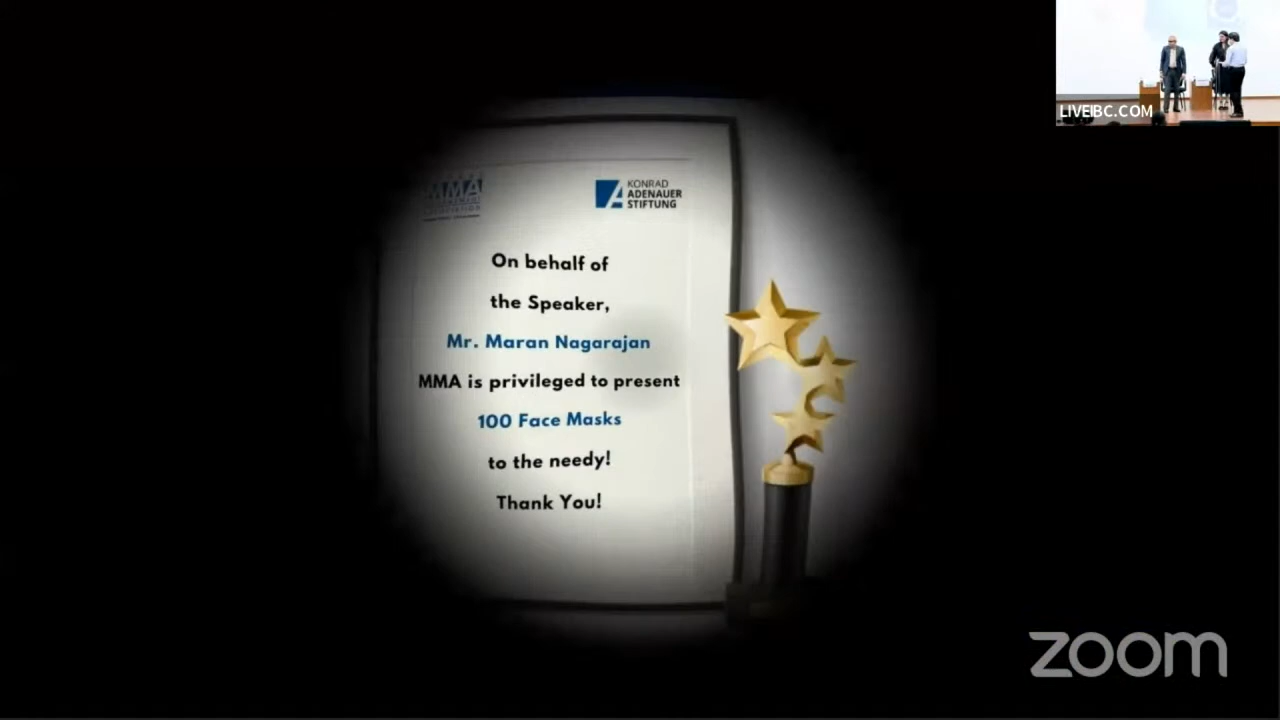 LIVEIBC.COM
MMA
KONRAD
ADENAUER
STIFTUNG
On behalf of
the Speaker,
Mr. Maran Nagarajan
MMA is privileged to present
100 Face Masks
to the needy!
Thank You!
zoom